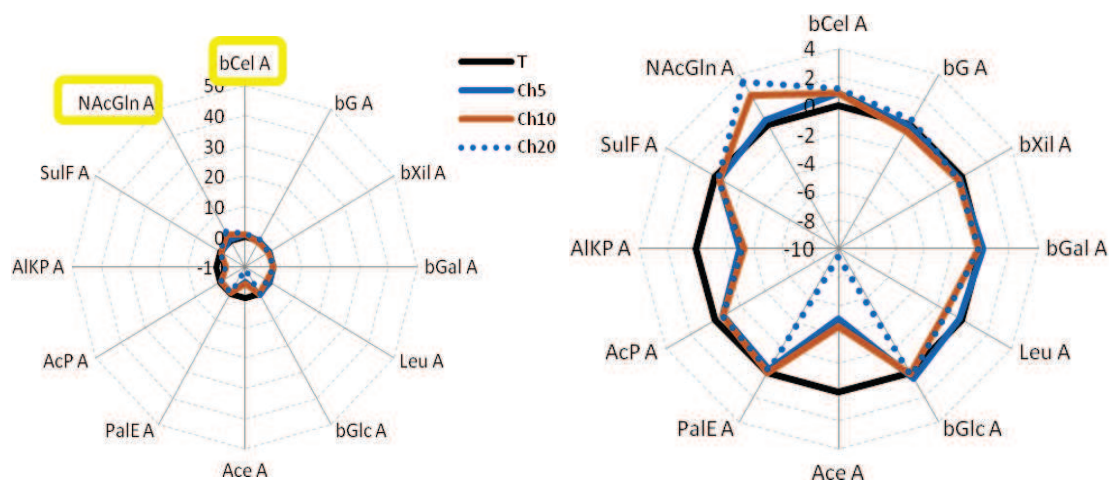 bCel A
50
NAcGln A
bG A
40
30
SulF A
20
bXil A
10
0
AlKP A
-10
bGal A
AcP A
Leu A
PalE A
bGlc A
Ace A
T
Ch5
Ch10
Ch20
bCel A
4
NAcGln A
2
bG A
0
SulF A
-2
bXil A
-4
-6
-8
AlKP A
-10
bGal A
AcP A
Leu A
PalE A
bGlc A
Ace A